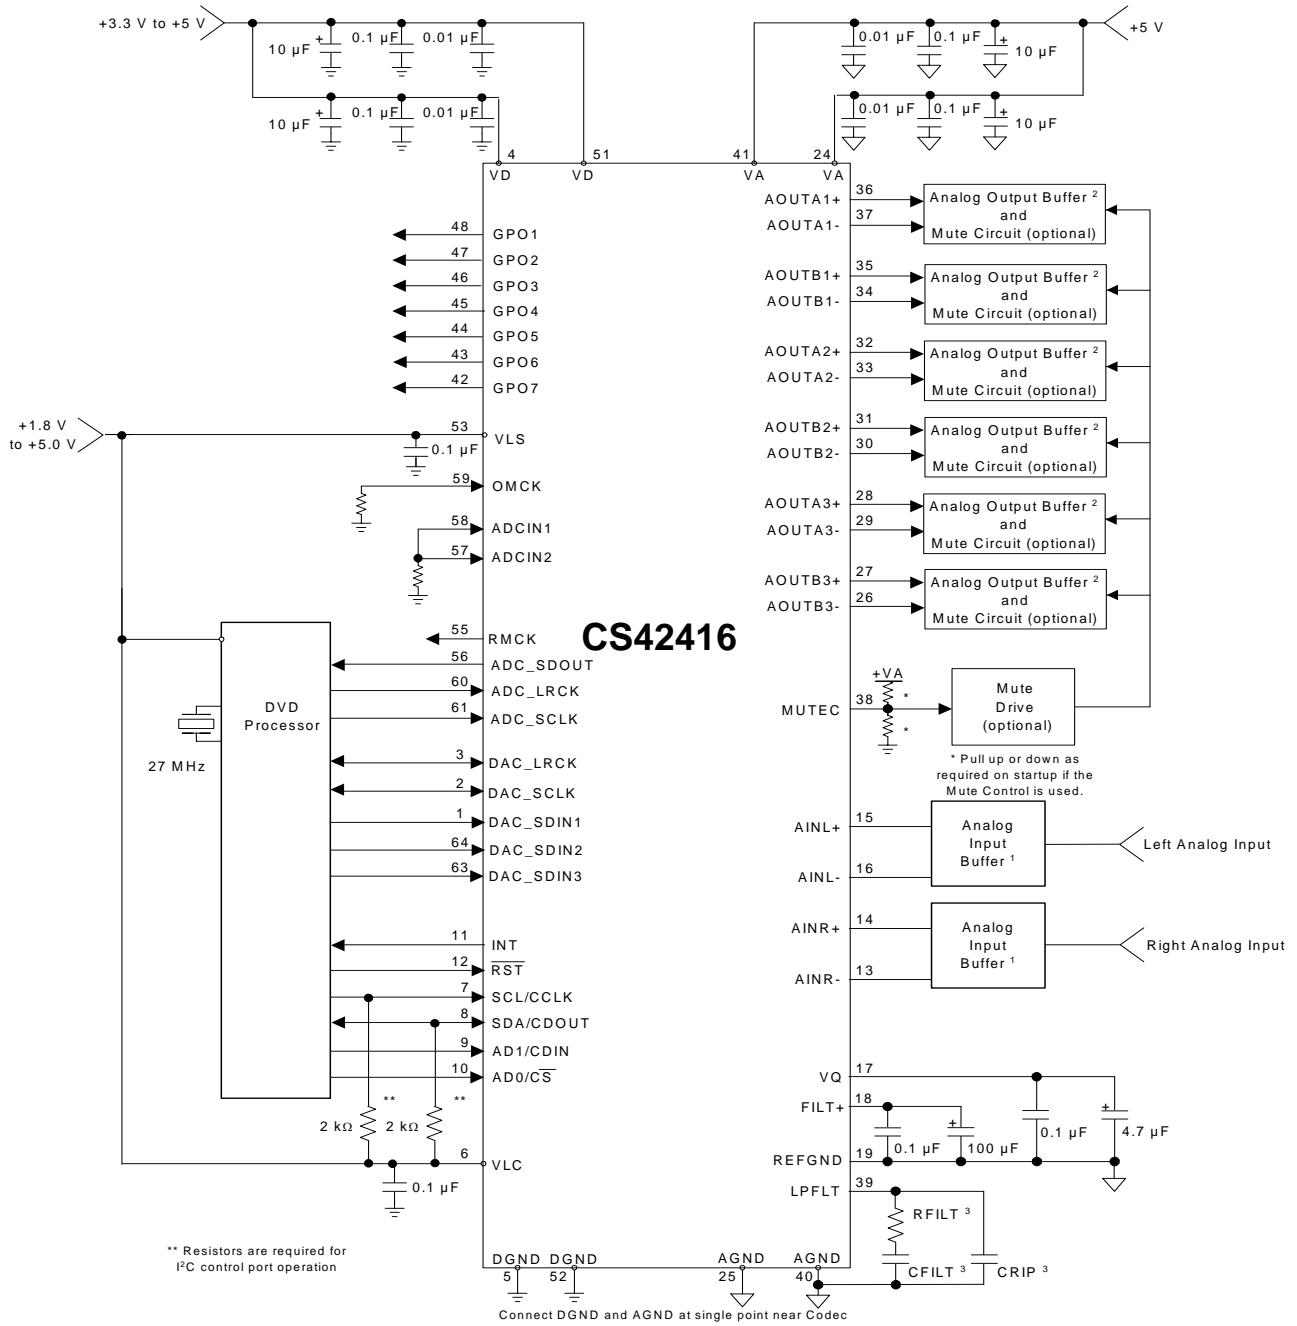 +3.3 V to +5 V
10 µF
+
0.1 µF
0.01 µF
0.01 µF
0.1 µF
+
10 µF
+5 V
10 µF
+
0.1 µF
0.01 µF
0.01 µF
0.1 µF
+
10 µF
4
51
41
24
VD
VD
VA
VA
48
GPO1
47
GPO2
46
GPO3
45
GPO4
44
GPO5
43
GPO6
42
GPO7
+1.8 V
to +5.0 V
53
VLS
0.1 µF
59
OMCK
58
ADCIN1
57
ADCIN2
55
RMCK
56
ADC_SDOUT
60
ADC_LRCK
61
ADC_SCLK
3
DAC_LRCK
2
DAC_SCLK
1
DAC_SDIN1
64
DAC_SDIN2
63
DAC_SDIN3
11
INT
12
RST
7
SCL/CCLK
8
SDA/CDOUT
9
AD1/CDIN
10
AD0/CS
DVD
Processor
27 MHz
**
**
2 kΩ
2 kΩ
6
VLC
0.1 µF
** Resistors are required for
I²C control port operation
CS42416
AOUTA1+
36
AOUTA1-
37
Analog Output Buffer ²
and
Mute Circuit (optional)
AOUTB1+
35
AOUTB1-
34
Analog Output Buffer ²
and
Mute Circuit (optional)
AOUTA2+
32
AOUTA2-
33
Analog Output Buffer ²
and
Mute Circuit (optional)
AOUTB2+
31
AOUTB2-
30
Analog Output Buffer ²
and
Mute Circuit (optional)
AOUTA3+
28
AOUTA3-
29
Analog Output Buffer ²
and
Mute Circuit (optional)
AOUTB3+
27
AOUTB3-
26
Analog Output Buffer ²
and
Mute Circuit (optional)
MUTEC
38
+VA
*
*
Mute
Drive
(optional)
* Pull up or down as
required on startup if the
Mute Control is used.
AINL+
15
AINL-
16
Analog
Input
Buffer ¹
Left Analog Input
AINR+
14
AINR-
13
Analog
Input
Buffer ¹
Right Analog Input
VQ
17
FILT+
18
0.1 µF
+
100 µF
0.1 µF
+
4.7 µF
REFGND
19
LPFLT
39
RFILT ³
CFILT ³
CRIP ³
DGND
DGND
AGND
AGND
5
52
25
40
Connect DGND and AGND at single point near Codec